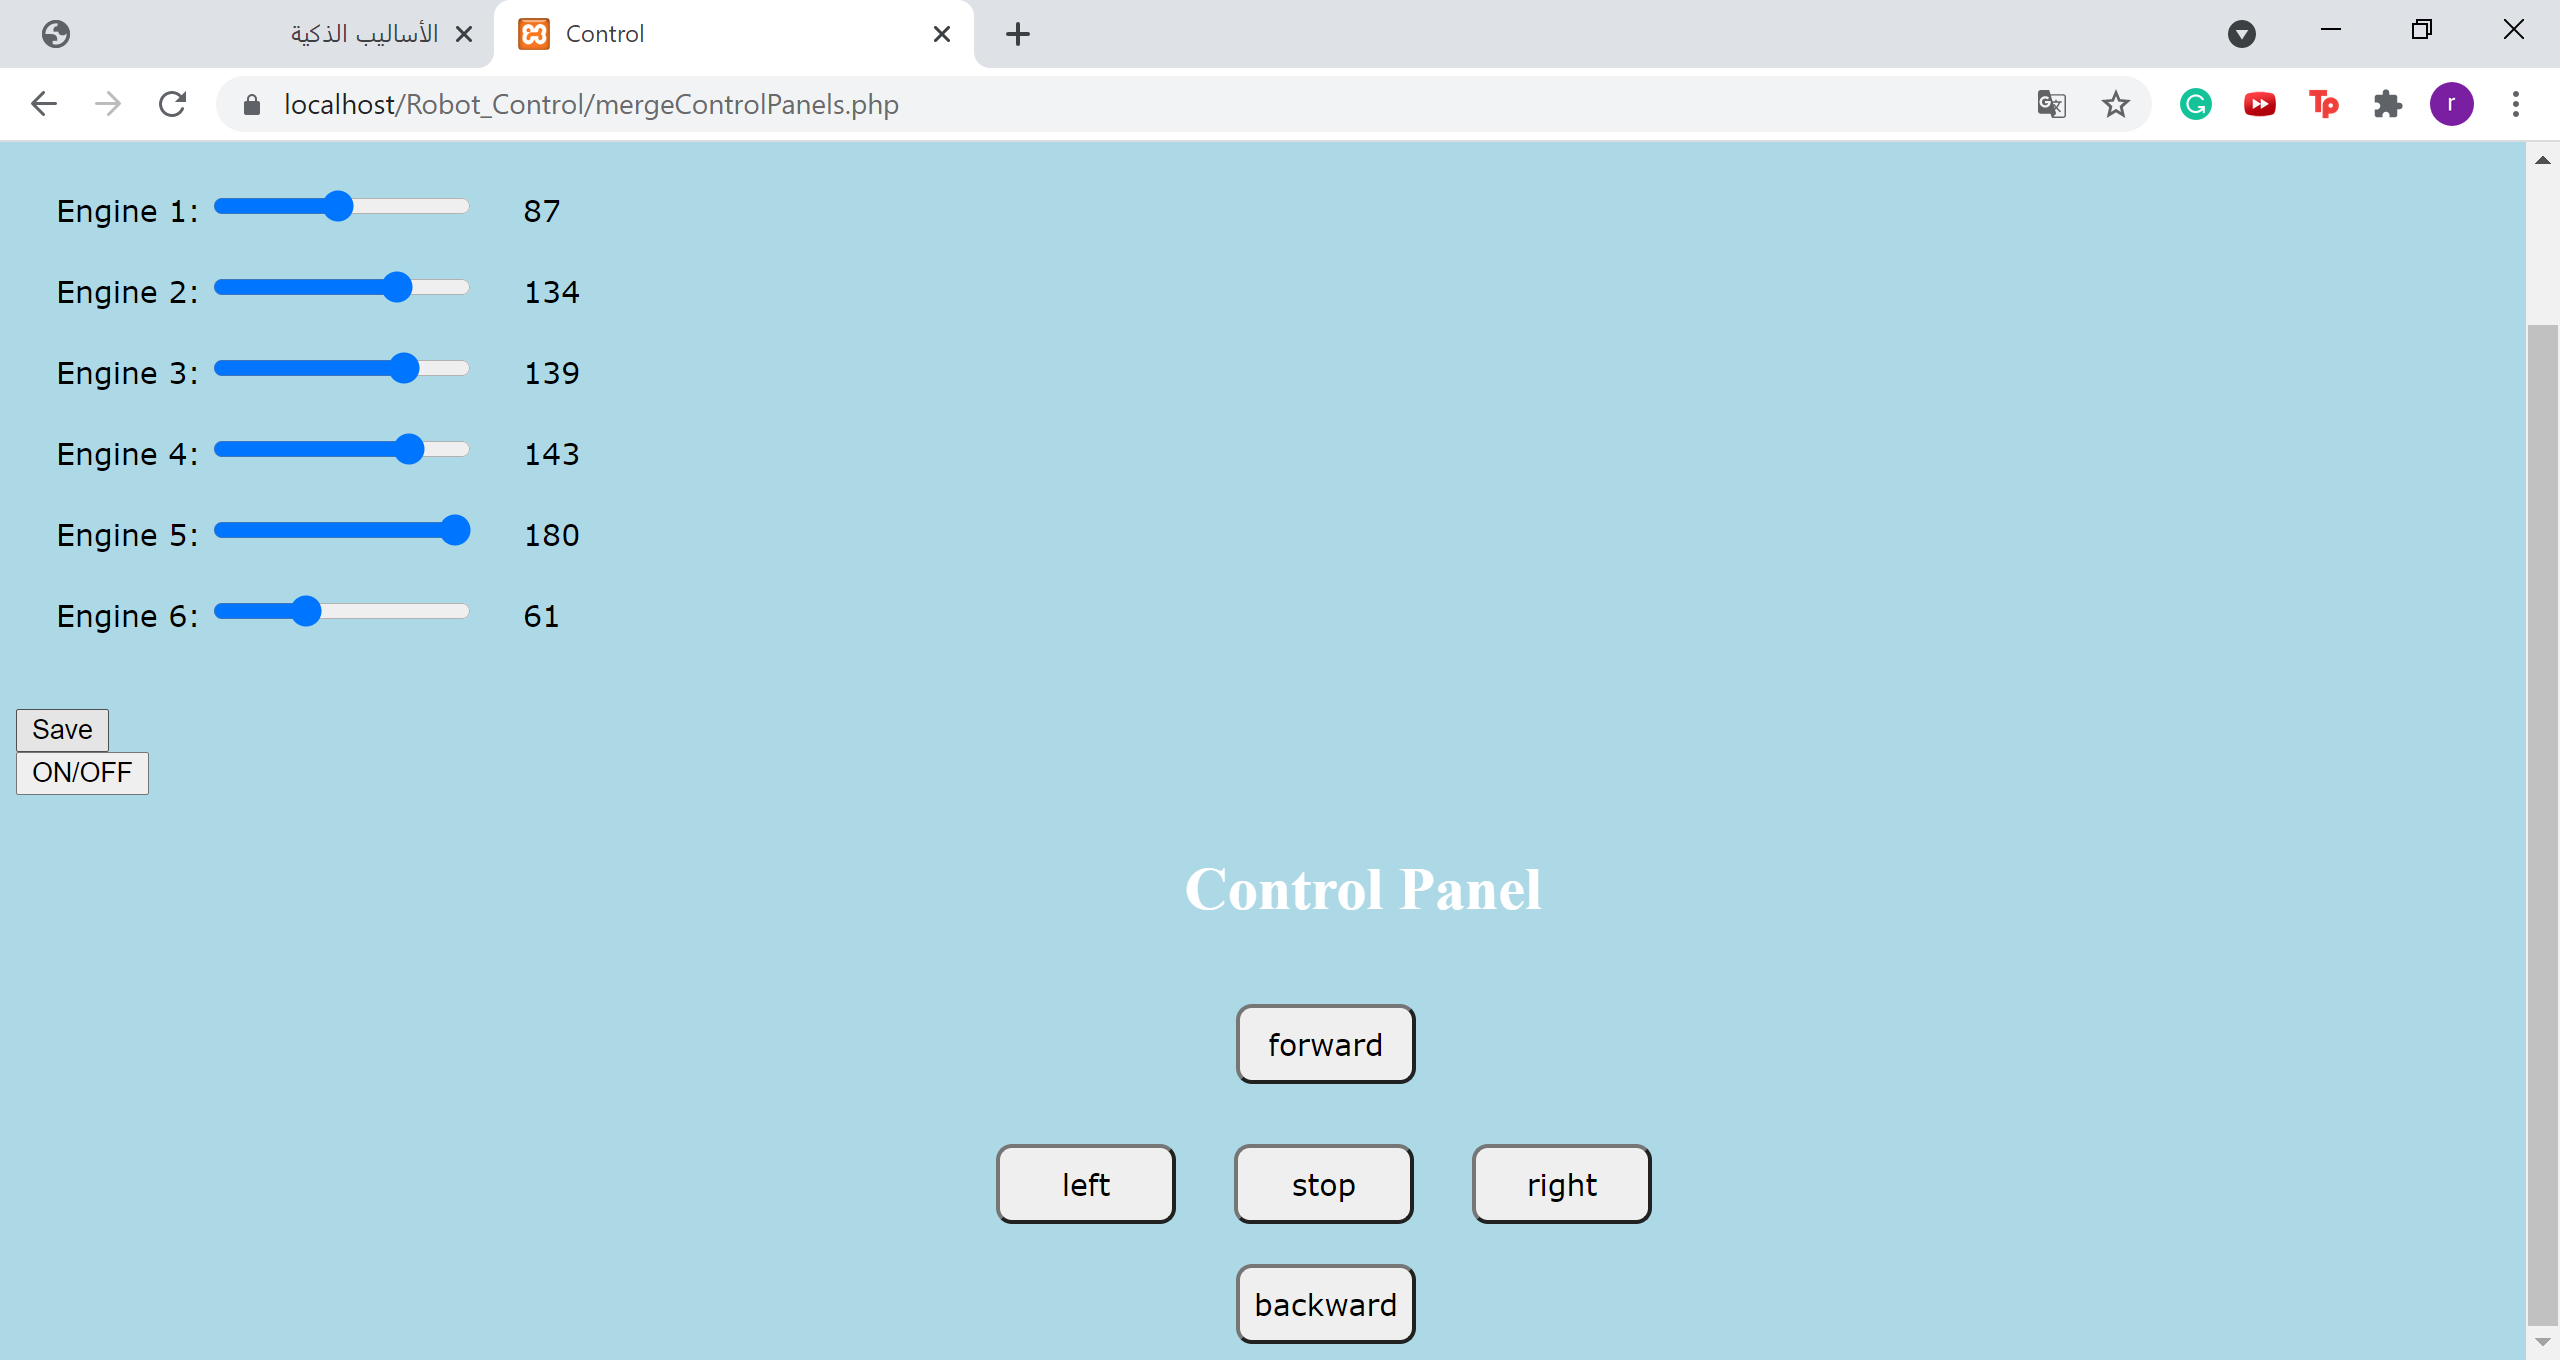 الأساليب الذكية
Control
localhost/Robot_Control/mergeControlPanels.php
Tp
r
Engine 1: 87
Engine 2: 134
Engine 3: 139
Engine 4: 143
Engine 5: 180
Engine 6: 61
Save
ON/OFF
Control Panel
forward
left stop right
backward